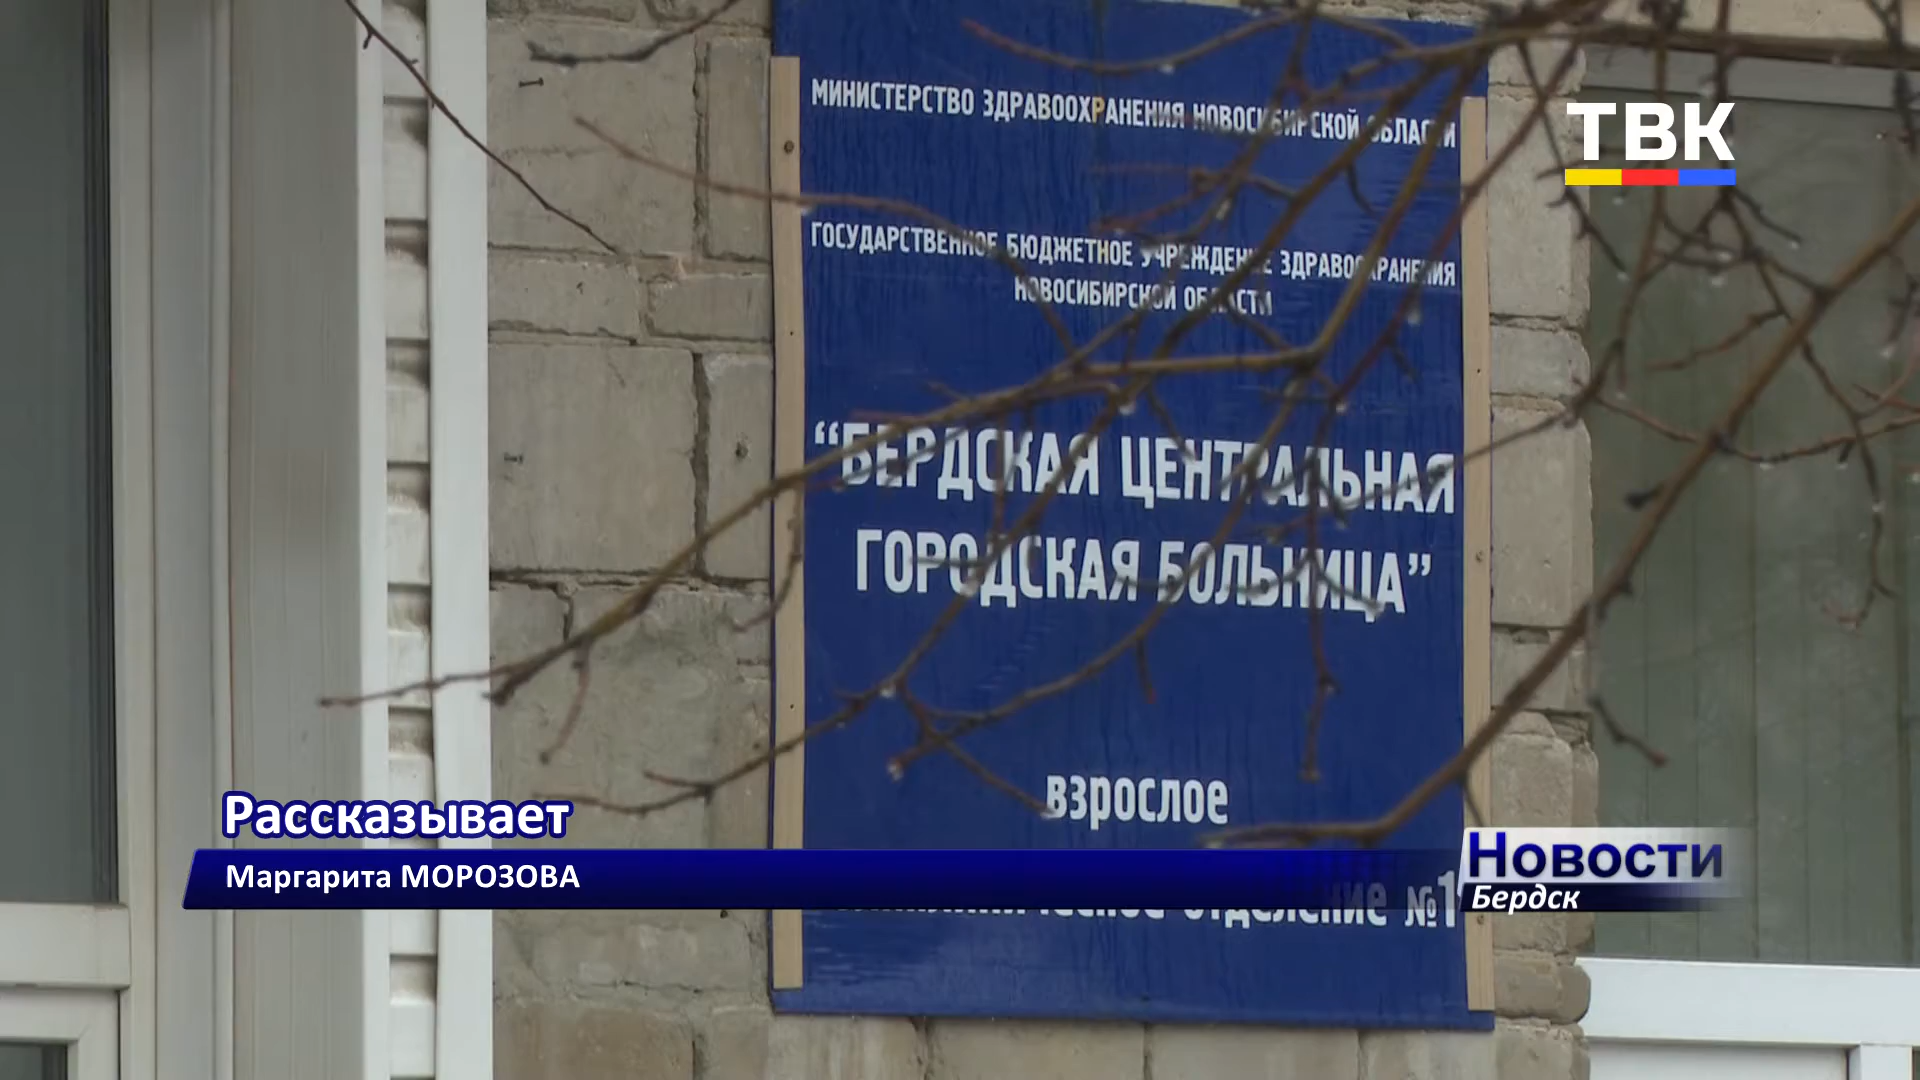 МИНИСТЕРСТВО ЗДРАВООХРАНЕНИЯ НОВОСИБИРСКОЙ ОБЛАСТИ
ТВК
ГОСУДАРСТВЕННОЕ БЮДЖЕТНОЕ УЧРЕЖДЕНИЕ ЗДРАВООХРАНЕНИЯ
НОВОСИБИРСКОЙ ОБЛАСТИ
“БЕРДСКАЯ ЦЕНТРАЛЬНАЯ
ГОРОДСКАЯ БОЛЬНИЦА”
взрослое
отделение №1
Рассказывает
Маргарита МОРОЗОВА
Новости
Бердск